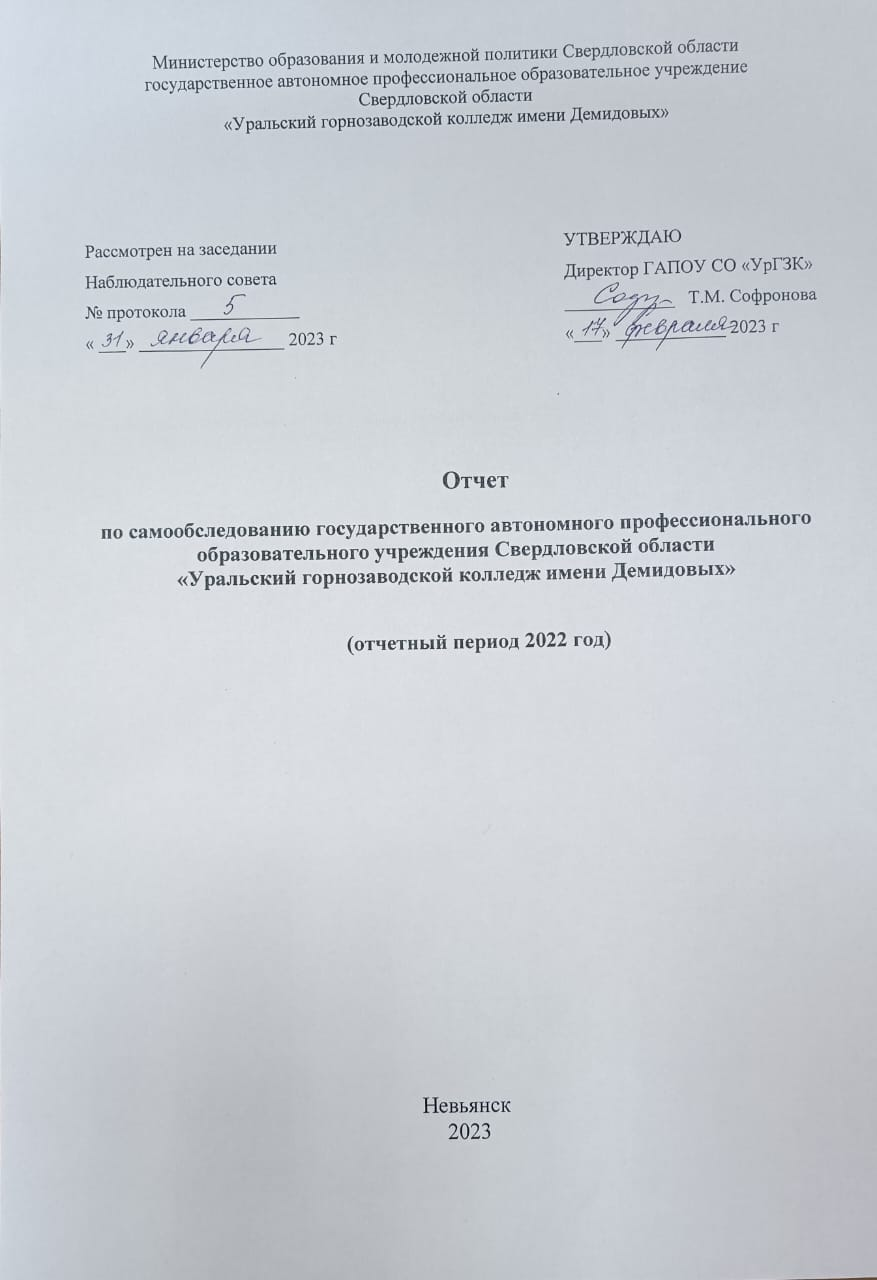 Министерство образования и молодежной политики Свердловской области
государственное автономное профессиональное образовательное учреждение
Свердловской области
«Уральский горнозаводской колледж имени Демидовых»
Рассмотрен на заседании
Наблюдательного совета
№ протокола 5
« 31 » января 2023 г
УТВЕРЖДАЮ
Директор ГАПОУ СО «УрГЗК»
Т.М. Софронова
« 17 » февраля 2023 г
Отчет
по самообследованию государственного автономного профессионального
образовательного учреждения Свердловской области
«Уральский горнозаводской колледж имени Демидовых»
(отчетный период 2022 год)
Невьянск
2023